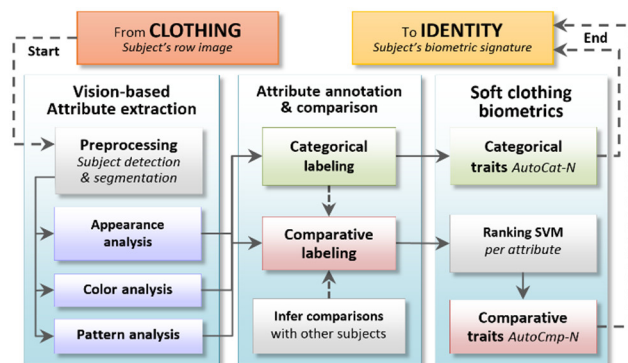 From CLOTHING
Subject's row image
To IDENTITY
Subject's biometric signature
Start
End
Vision-based
Attribute extraction
Preprocessing
Subject detection
& segmentation
Appearance
analysis
Color analysis
Pattern analysis
Attribute annotation
& comparison
Categorical
labeling
Comparative
labeling
Infer comparisons
with other subjects
Soft clothing
biometrics
Categorical
traits AutoCat-N
Ranking SVM
per attribute
Comparative
traits AutoCmp-N